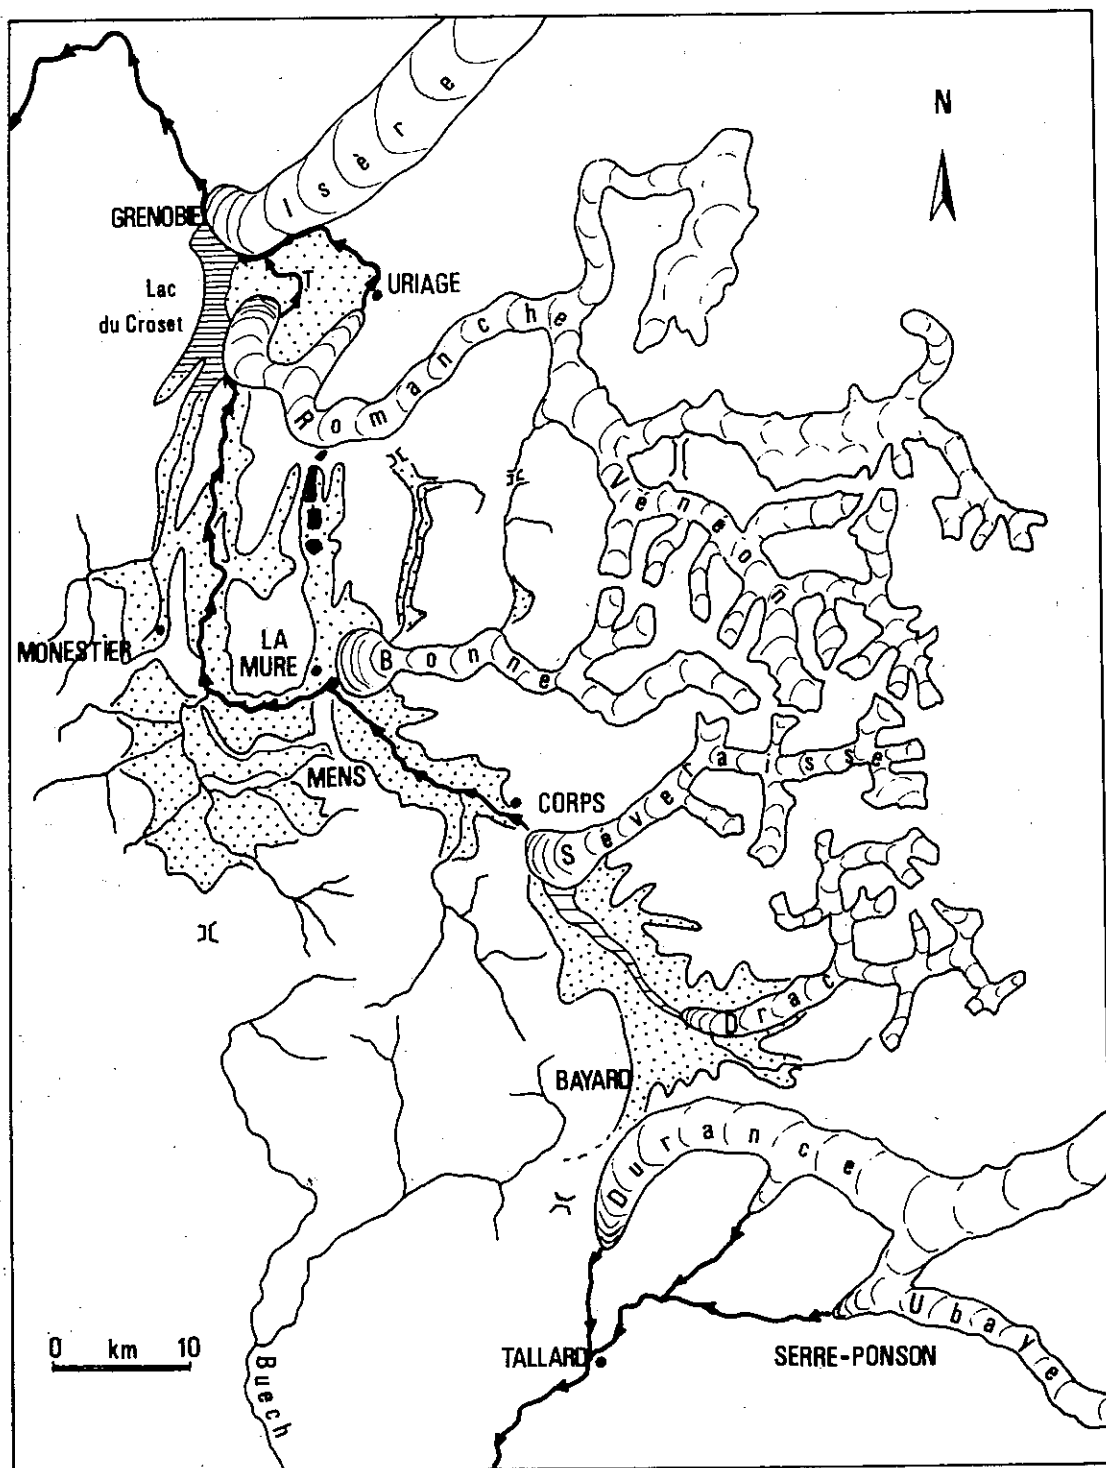 N
Isére
GRENOBLE
Lac
du Croset
T
URIAGE
Romanche
Vénéon
MONESTIER
LA
MURE
Bonne
MENS
CORPS
Séveraisse
Drac
BAYARD
Durance
Ubaye
0 km 10
TALLARD
SERRE-PONSON
Buech